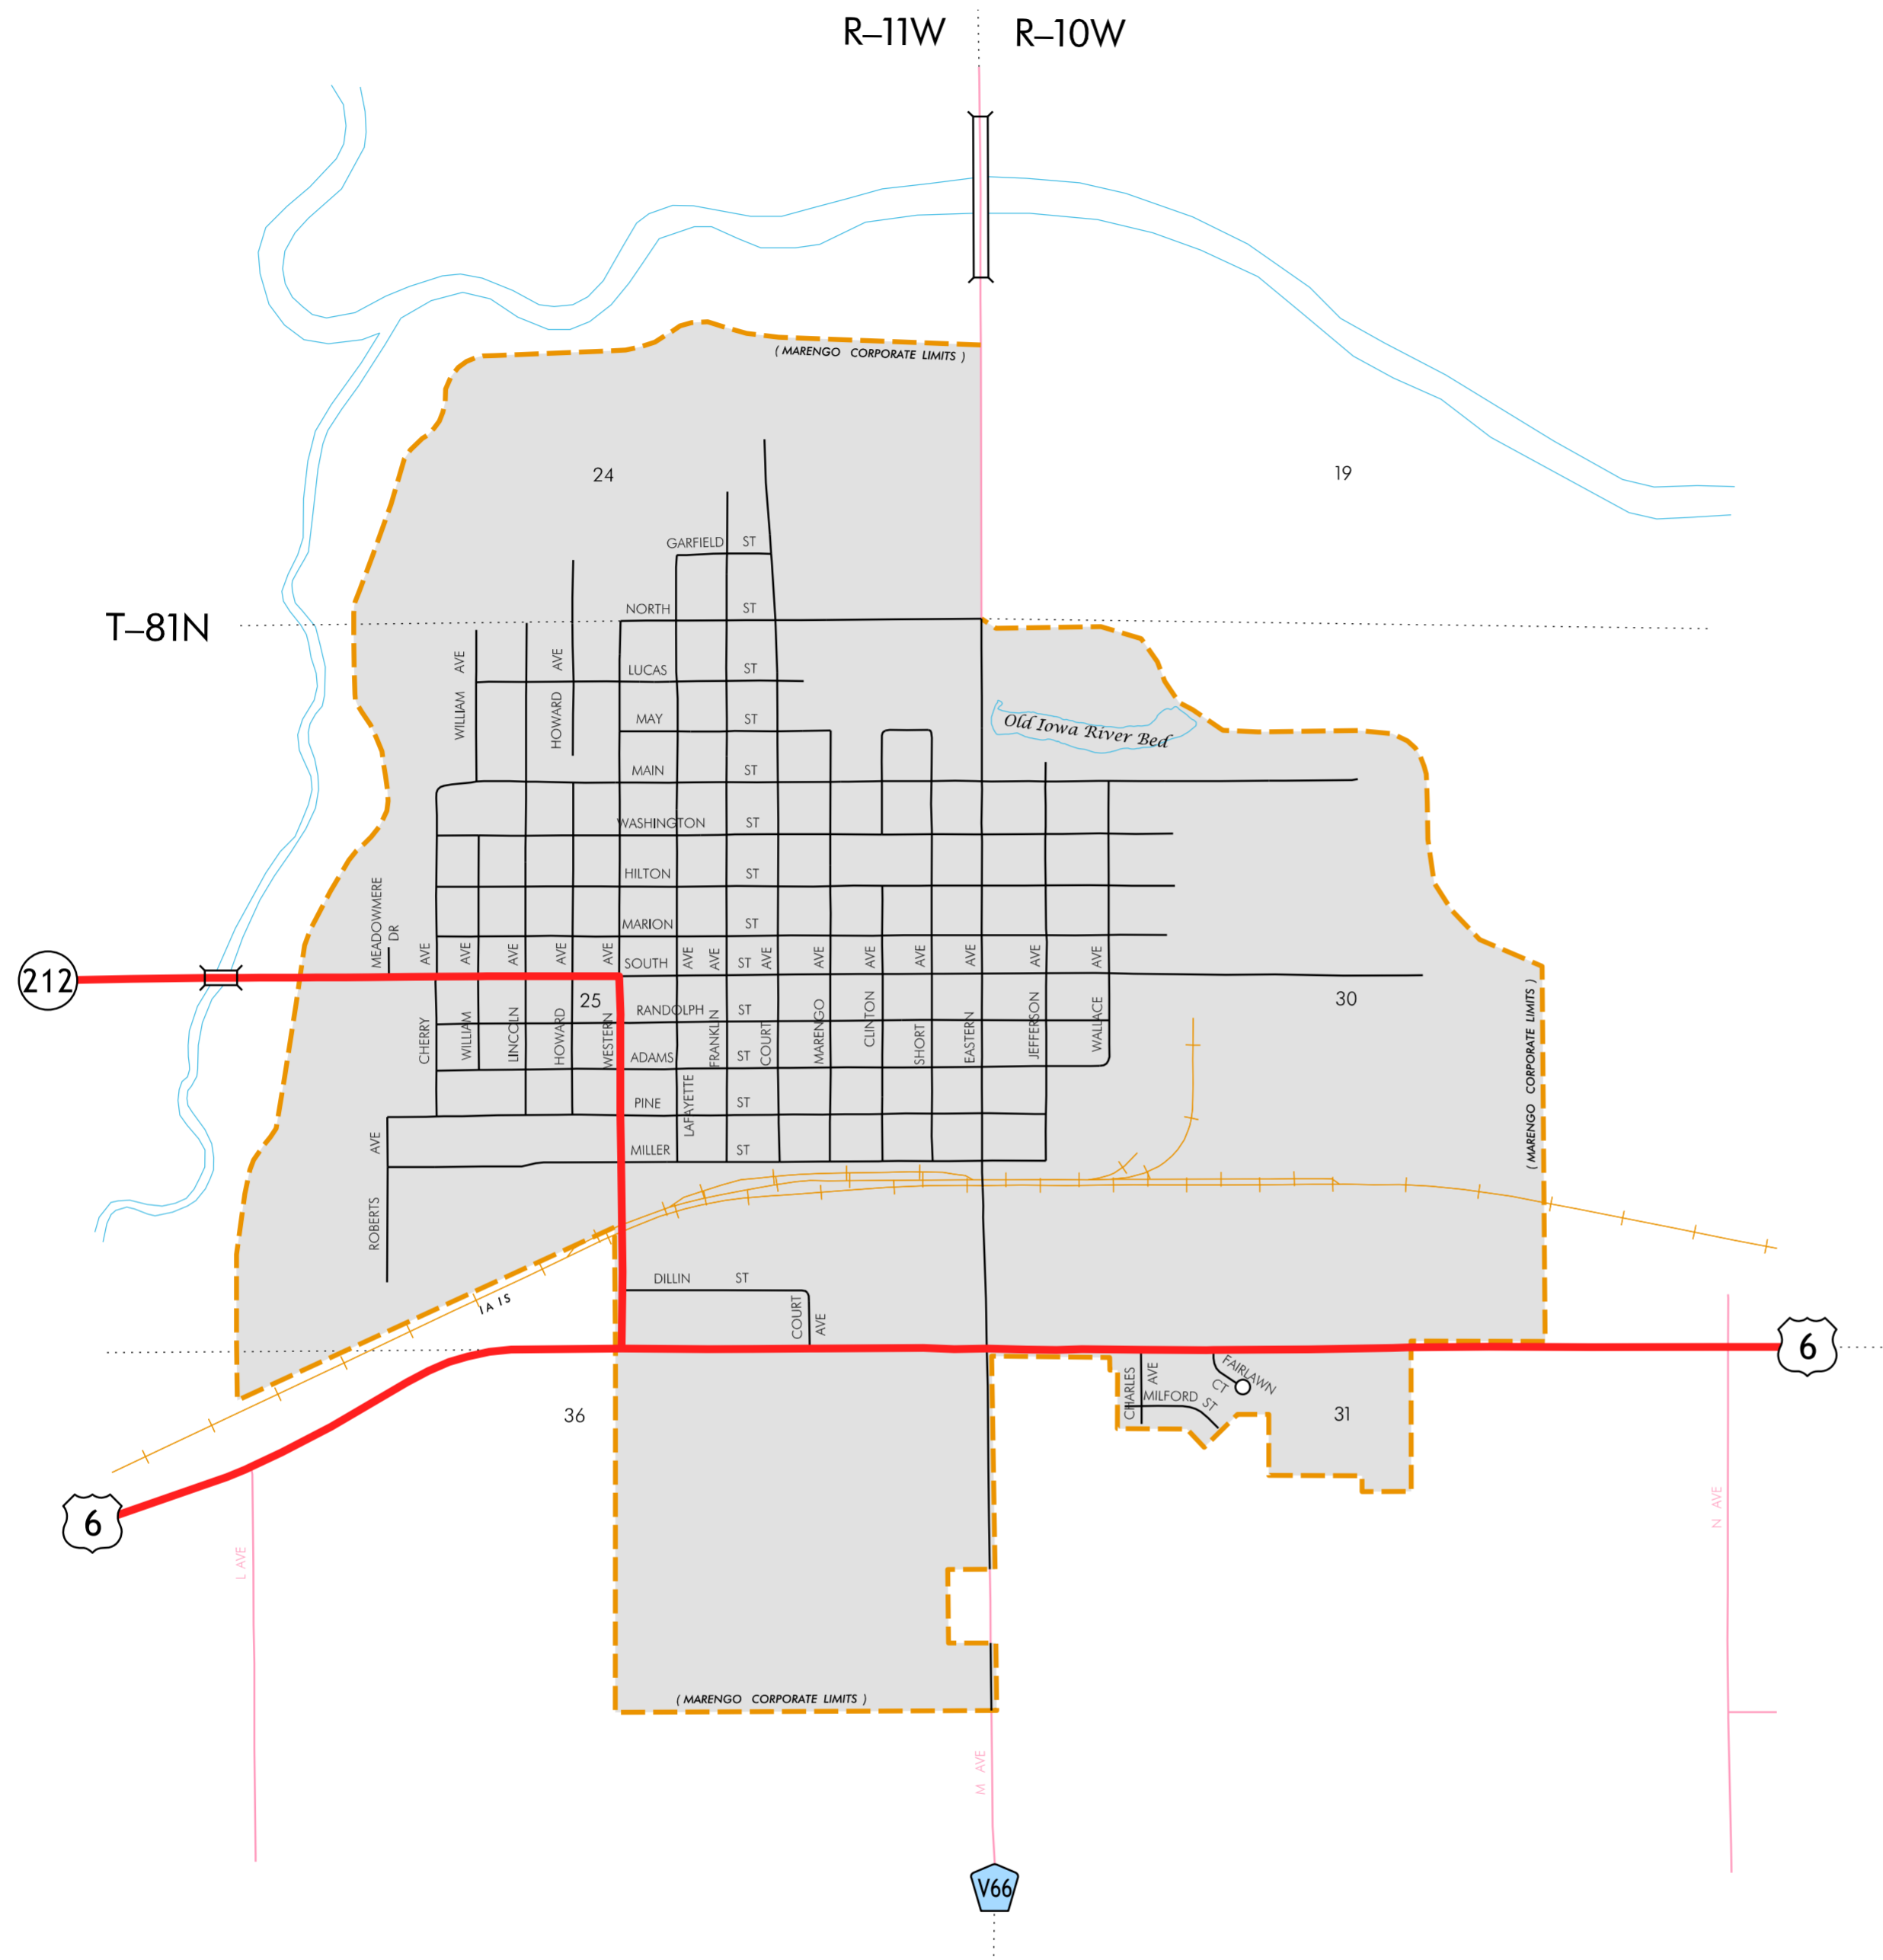 R–11W R–10W
( MARENGO CORPORATE LIMITS )
24
19
GARFIELD ST
NORTH ST
T–81N
LUCAS ST
WILLIAM AVE
HOWARD AVE
MAY ST
Old Iowa River Bed
MAIN ST
WASHINGTON ST
HILTON ST
MARION ST
MEADOWMERE
DR
SOUTH ST
212
25
30
RANDOLPH ST
CHERRY AVE
WILLIAM AVE
LINCOLN AVE
HOWARD AVE
WESTERN AVE
LAFAYETTE AVE
FRANKLIN AVE
COURT AVE
MARENGO AVE
CLINTON AVE
SHORT AVE
EASTERN AVE
JEFFERSON AVE
WALLACE AVE
( MARENGO CORPORATE LIMITS )
ADAMS ST
PINE ST
MILLER ST
ROBERTS AVE
DILLIN ST
COURT
AVE
IA IS
6
CHARLES
AVE
FAIRLAWN
CT
MILFORD ST
36
31
6
L AVE
N AVE
( MARENGO CORPORATE LIMITS )
M AVE
V66